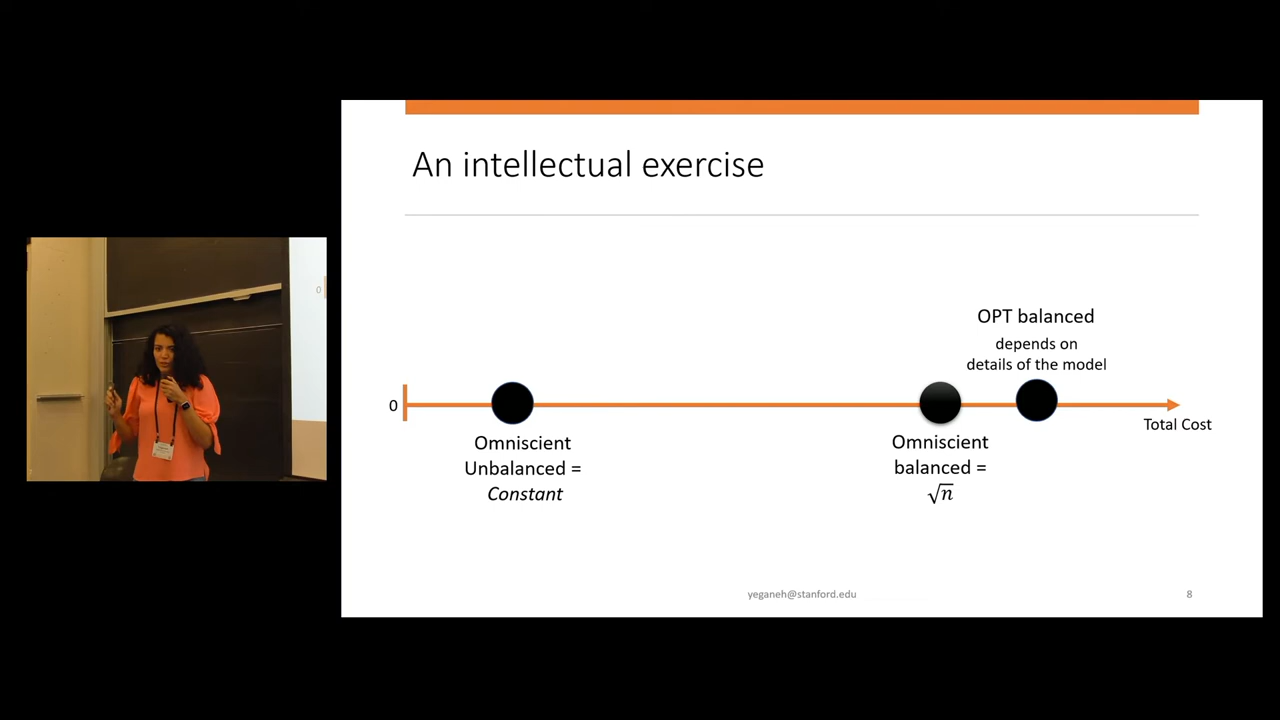 An intellectual exercise
OPT balanced
depends on
details of the model
0
Total Cost
Omniscient
Unbalanced =
Constant
Omniscient
balanced =
√n
yeganeh@stanford.edu
8
0